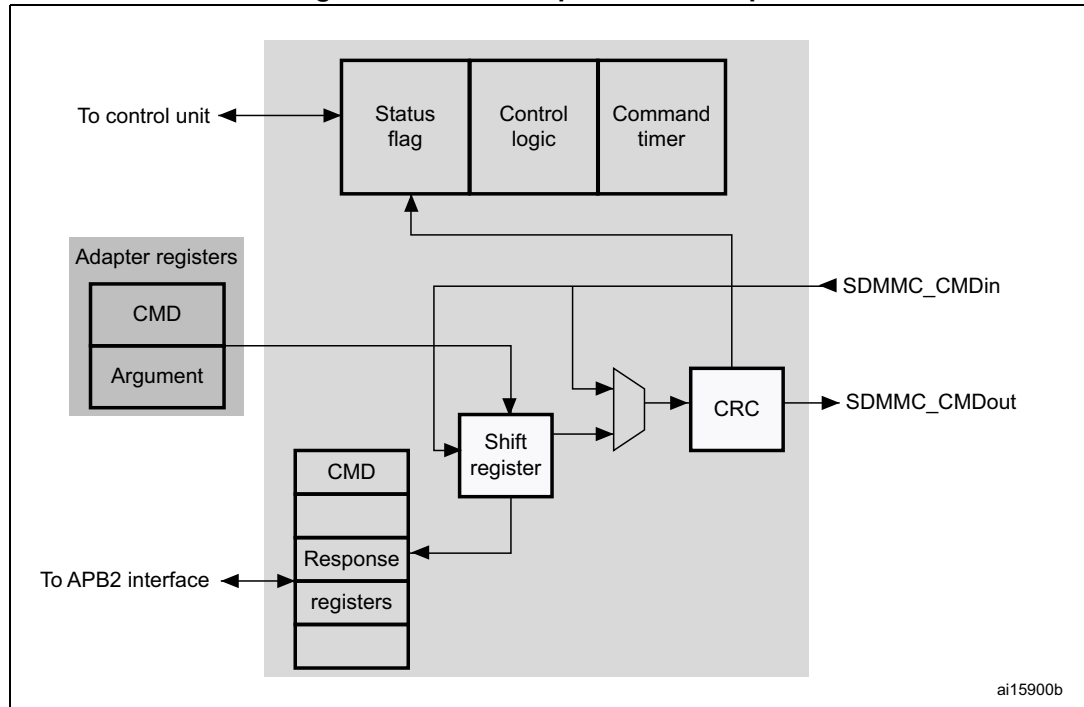 To control unit
Status
flag
Control
logic
Command
timer
Adapter registers
CMD
Argument
SDMMC_CMDin
CRC
SDMMC_CMDout
Shift
register
CMD
Response
registers
To APB2 interface
ai15900b